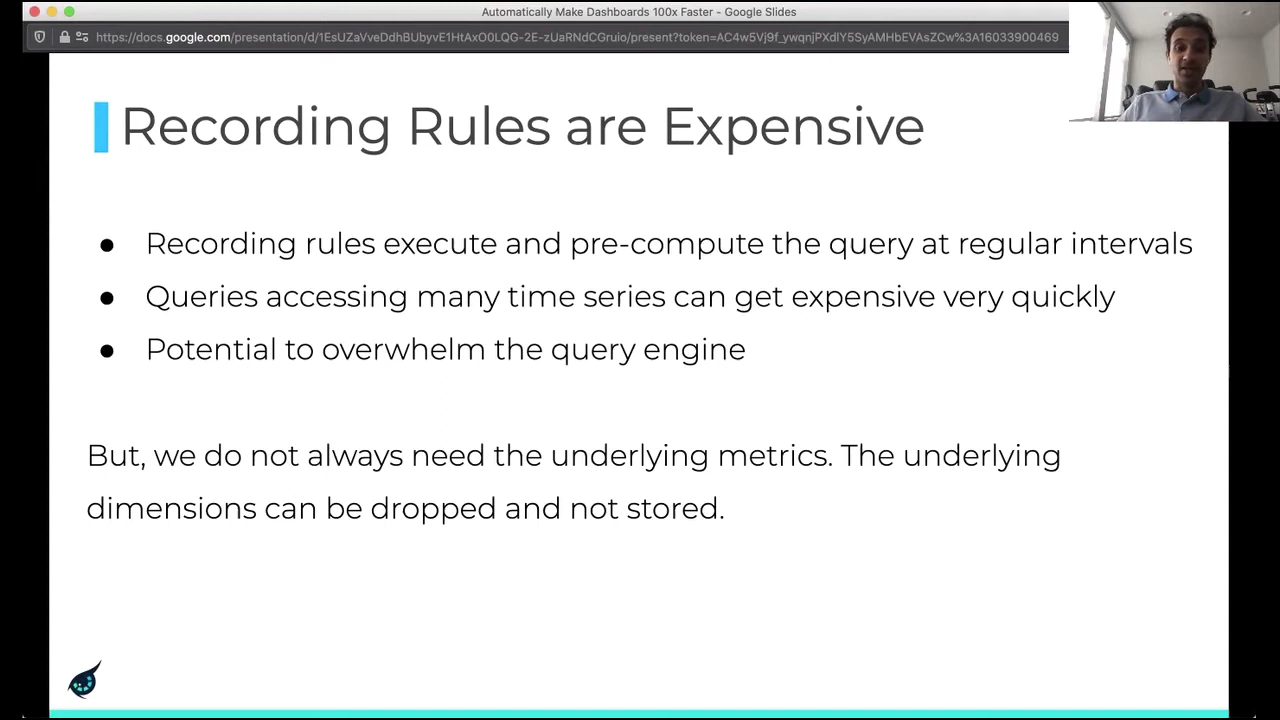 Automatically Make Dashboards 100x Faster - Google Slides
https://docs.google.com/presentation/d/1EsUZaVveDdhBUbyvE1HtAxO0LQG-2E-zUaRNdCGruio/present?token=AC4w5Vj9f_ywqnjPXdlY5SyAMHbEVAsZCw%3A16033900469
Recording Rules are Expensive
● Recording rules execute and pre-compute the query at regular intervals
● Queries accessing many time series can get expensive very quickly
● Potential to overwhelm the query engine
But, we do not always need the underlying metrics. The underlying
dimensions can be dropped and not stored.